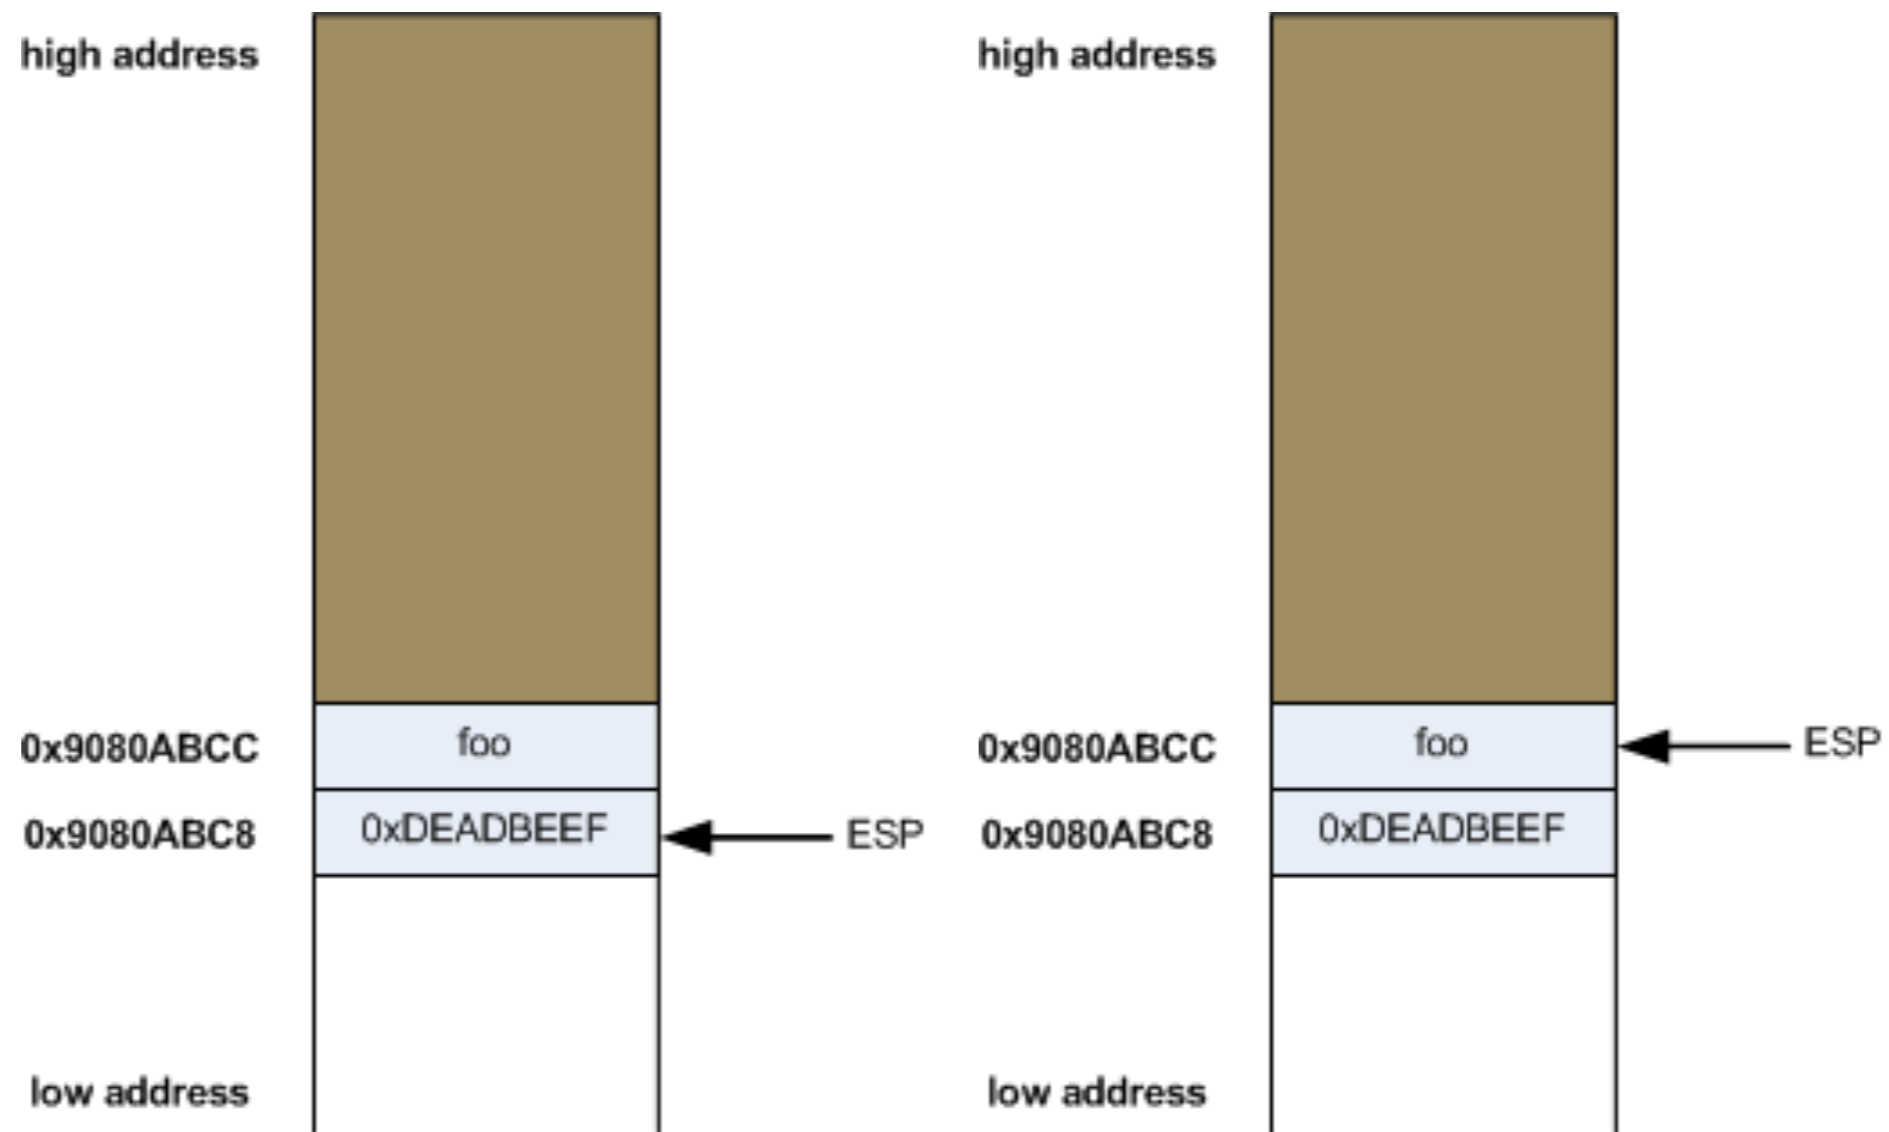 high address
0x9080ABCC
foo
0x9080ABC8
0xDEADBEEF
ESP
low address
high address
0x9080ABCC
foo
ESP
0x9080ABC8
0xDEADBEEF
low address